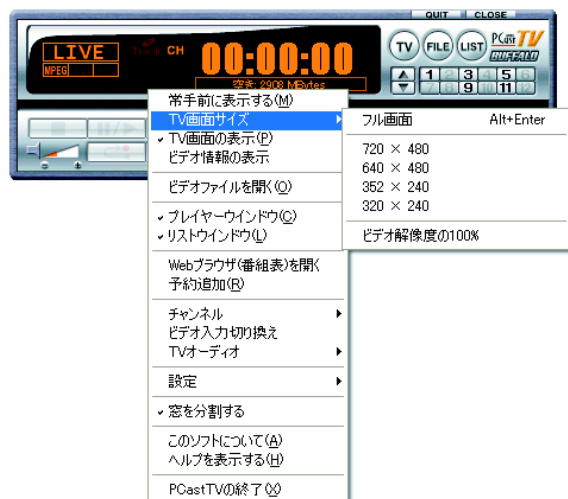 QUIT CLOSE
LIVE
MPEG
Track CH 00:00:00
空き: 2908 MBytes
TV FILE LIST PCast TV
BUFFALO
1 2 3 4 5 6
7 8 9 10 11 12
常手前に表示する(M)
TV画面サイズ
TV画面の表示(P)
ビデオ情報の表示
ビデオファイルを開く(O)
プレイヤーウインドウ(C)
リストウインドウ(L)
Webブラウザ(番組表)を開く
予約追加(R)
チャンネル
ビデオ入力切り換え
TVオーディオ
設定
窓を分割する
このソフトについて(A)
ヘルプを表示する(H)
PCastTVの終了(X)
フル画面 Alt+Enter
720 × 480
640 × 480
352 × 240
320 × 240
ビデオ解像度の100%